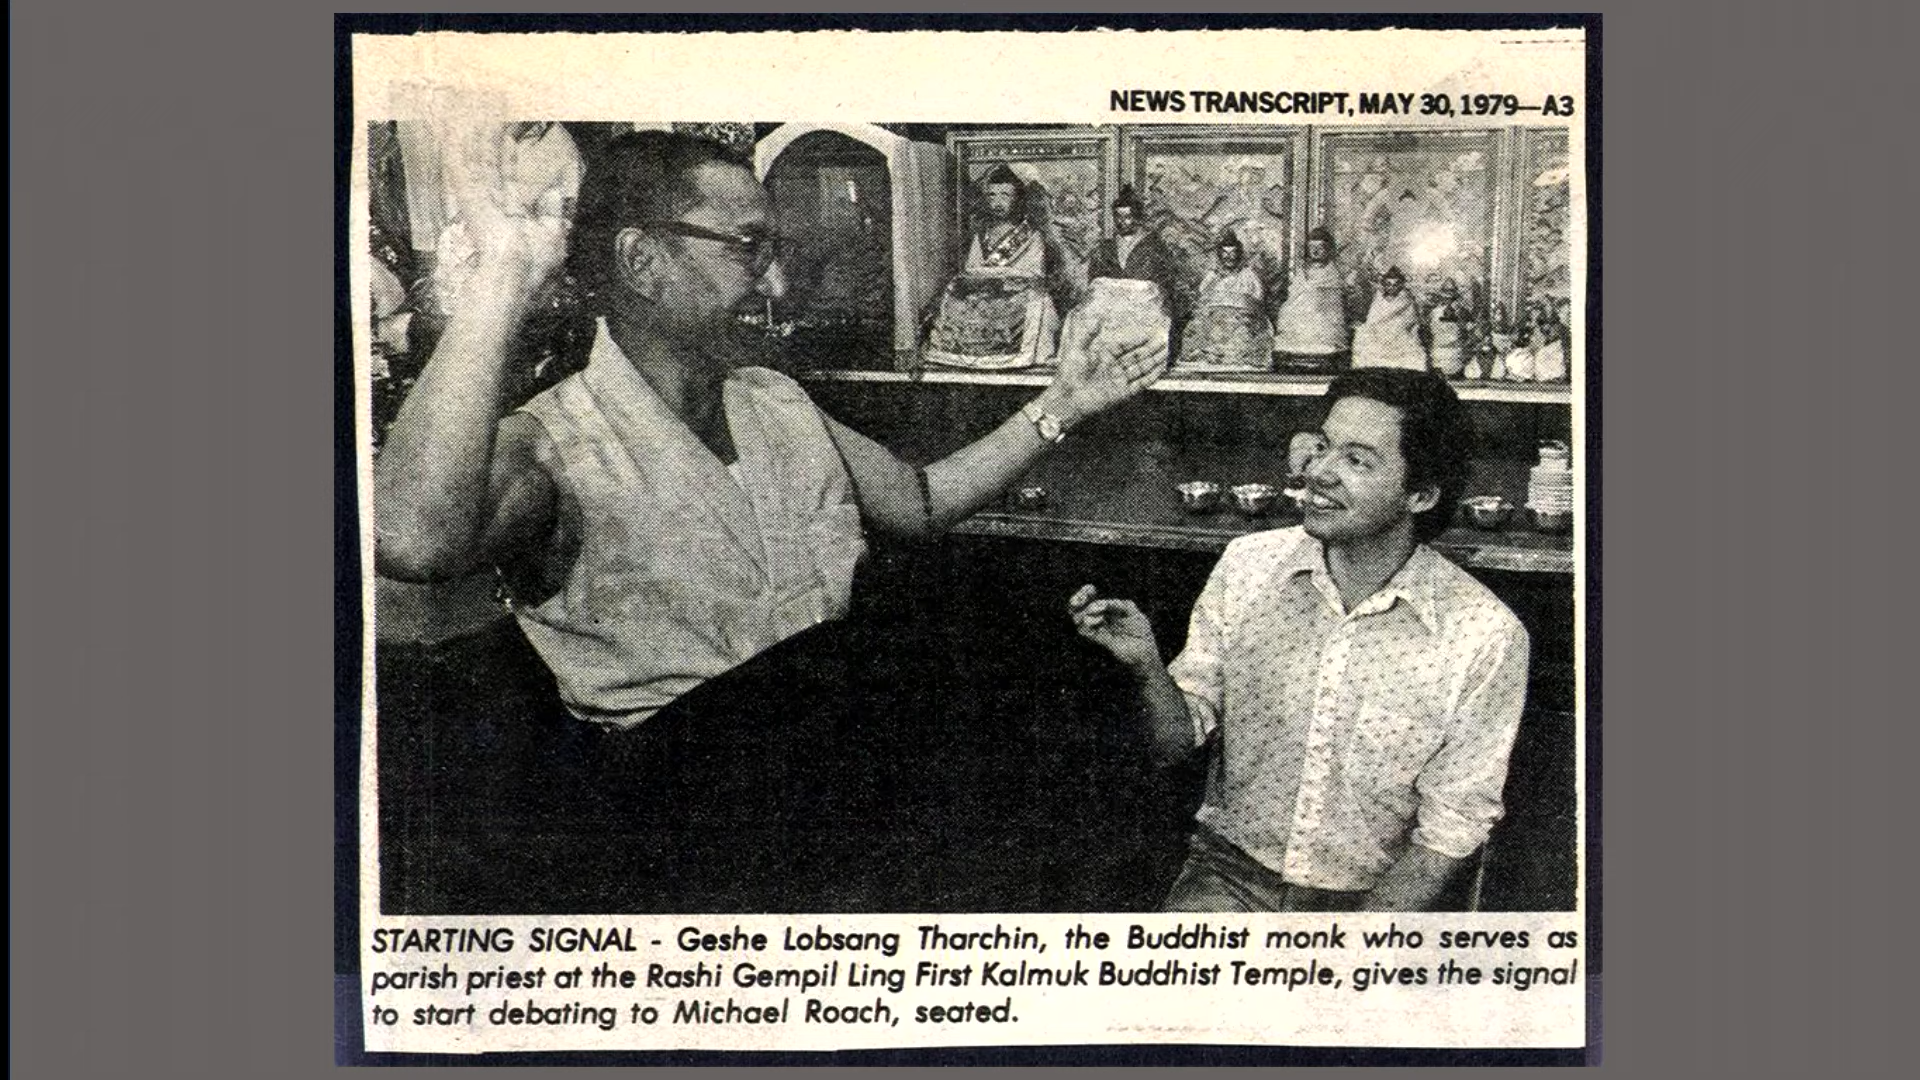 NEWS TRANSCRIPT, MAY 30, 1979—A3
STARTING SIGNAL - Geshe Lobsang Tharchin, the Buddhist monk who serves as
parish priest at the Rashi Gempil Ling First Kalmuk Buddhist Temple, gives the signal
to start debating to Michael Roach, seated.